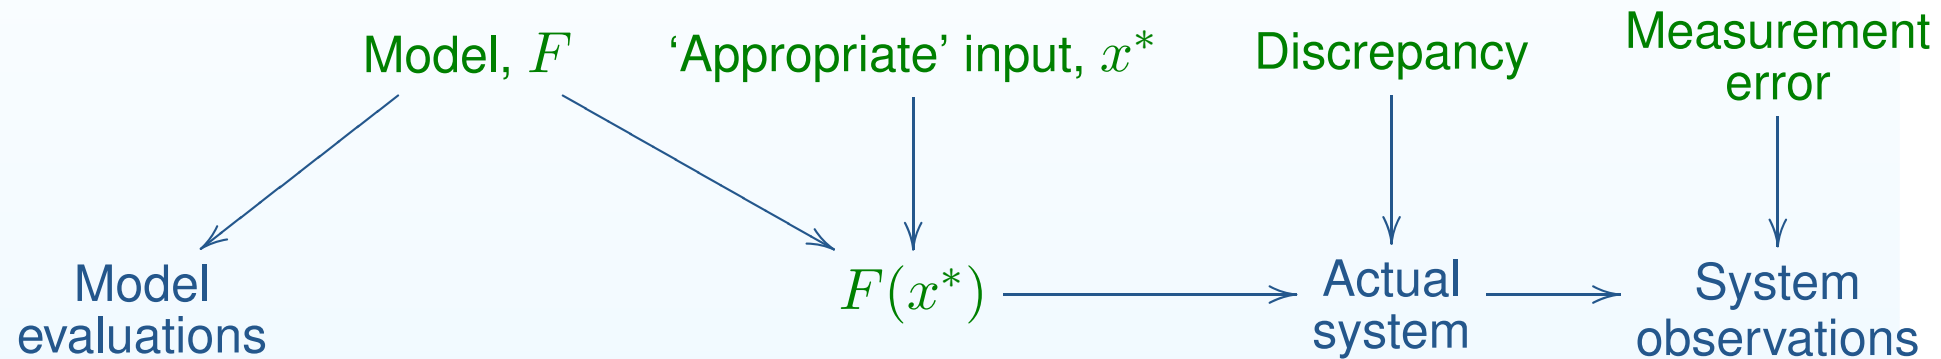 Model, F
‘Appropriate’ input, x*
Discrepancy
Measurement
error
Model
evaluations
F(x*)
Actual
system
System
observations